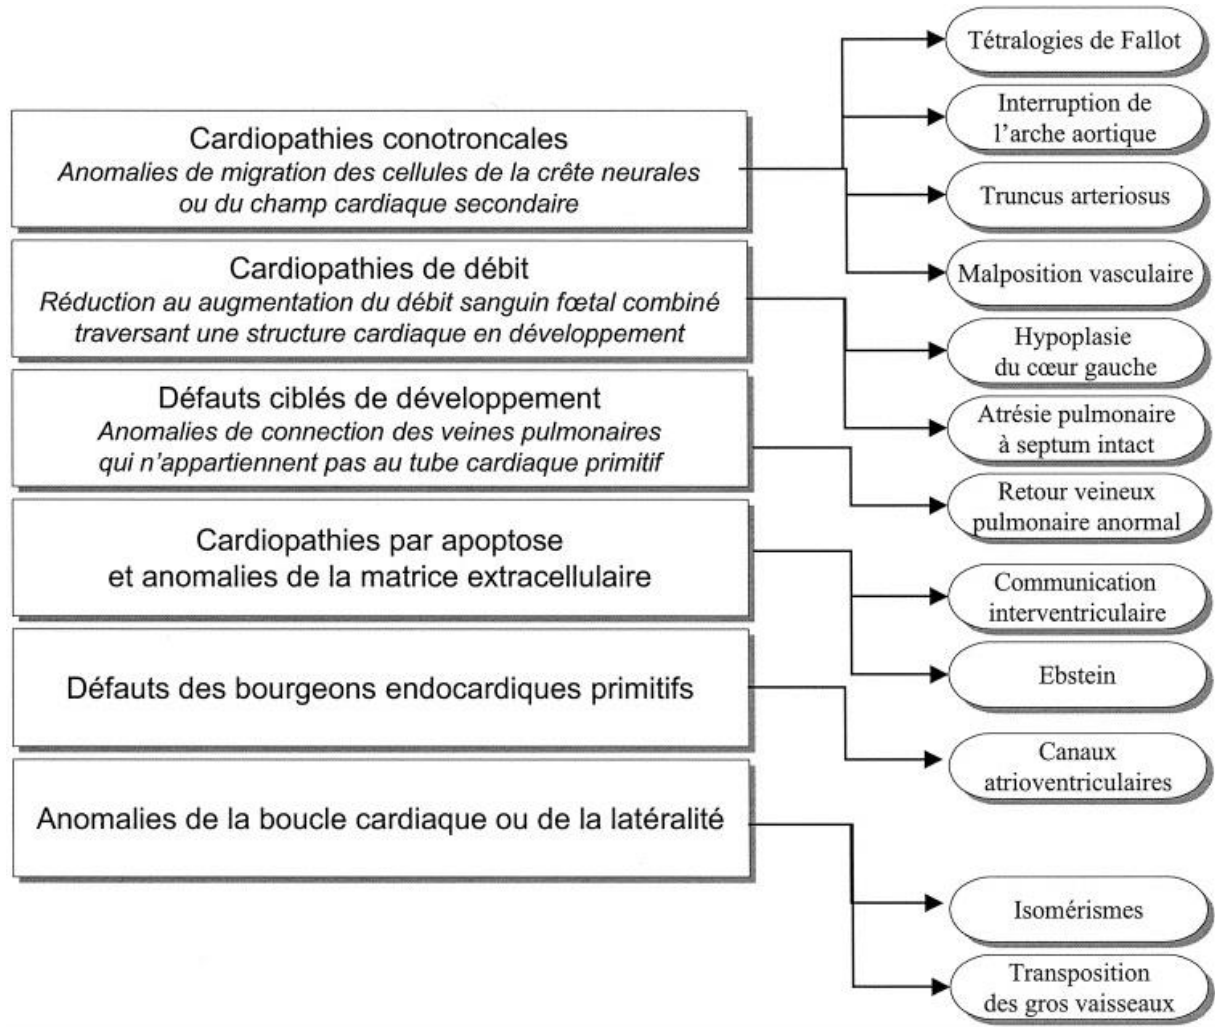 Cardiopathies conotroncales
Anomalies de migration des cellules de la crête neurales
ou du champ cardiaque secondaire
Cardiopathies de débit
Réduction au augmentation du débit sanguin fœtal combiné
traversant une structure cardiaque en développement
Défauts ciblés de développement
Anomalies de connection des veines pulmonaires
qui n'appartiennent pas au tube cardiaque primitif
Cardiopathies par apoptose
et anomalies de la matrice extracellulaire
Défauts des bourgeons endocardiques primitifs
Anomalies de la boucle cardiaque ou de la latéralité
Tétralogies de Fallot
Interruption de
l'arche aortique
Truncus arteriosus
Malposition vasculaire
Hypoplasie
du cœur gauche
Atrésie pulmonaire
à septum intact
Retour veineux
pulmonaire anormal
Communication
interventriculaire
Ebstein
Canaux
atrioventriculaires
Isomérismes
Transposition
des gros vaisseaux